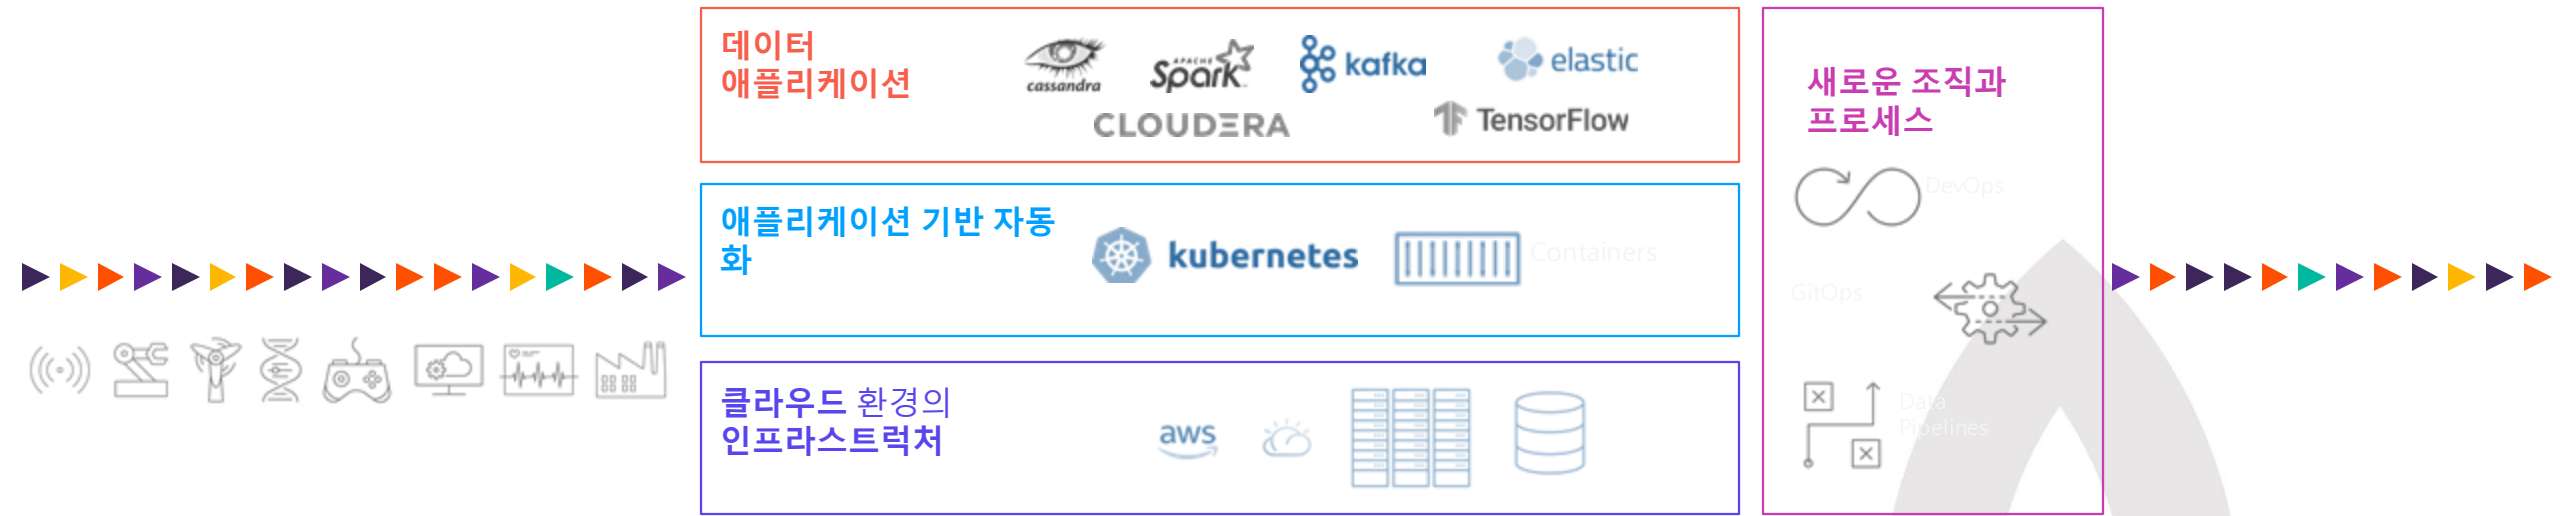 데이터
애플리케이션
cassandra
APACHE
Spark
kafka
elastic
CLOUDERA
TensorFlow
애플리케이션 기반 자동
화
kubernetes
Containers
클라우드 환경의
인프라스트럭처
aws
새로운 조직과
프로세스
DevOps
GitOps
Data
Pipelines